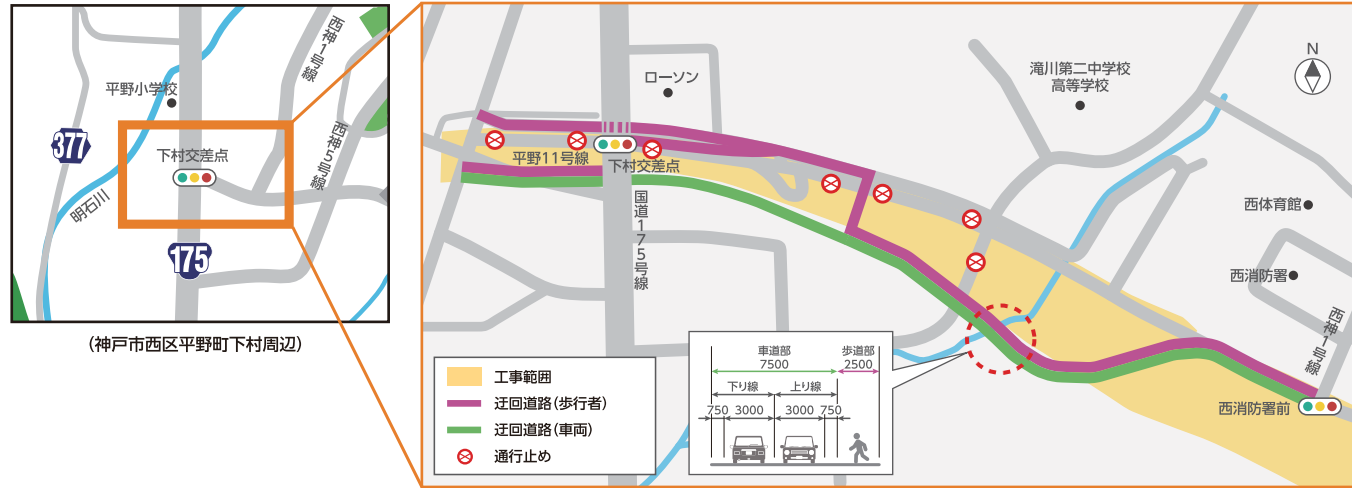 西神1号線
平野小学校
377
下村交差点
西神5号線
明石川
175
(神戸市西区平野町下村周辺)
N
ローソン
滝川第二中学校
高等学校
平野11号線
下村交差点
国道175号線
西体育館
西消防署
西神1号線
西消防署前
工事範囲
迂回道路(歩行者)
迂回道路(車両)
通行止め
車道部
7500
歩道部
2500
下り線
上り線
750
3000
3000
750